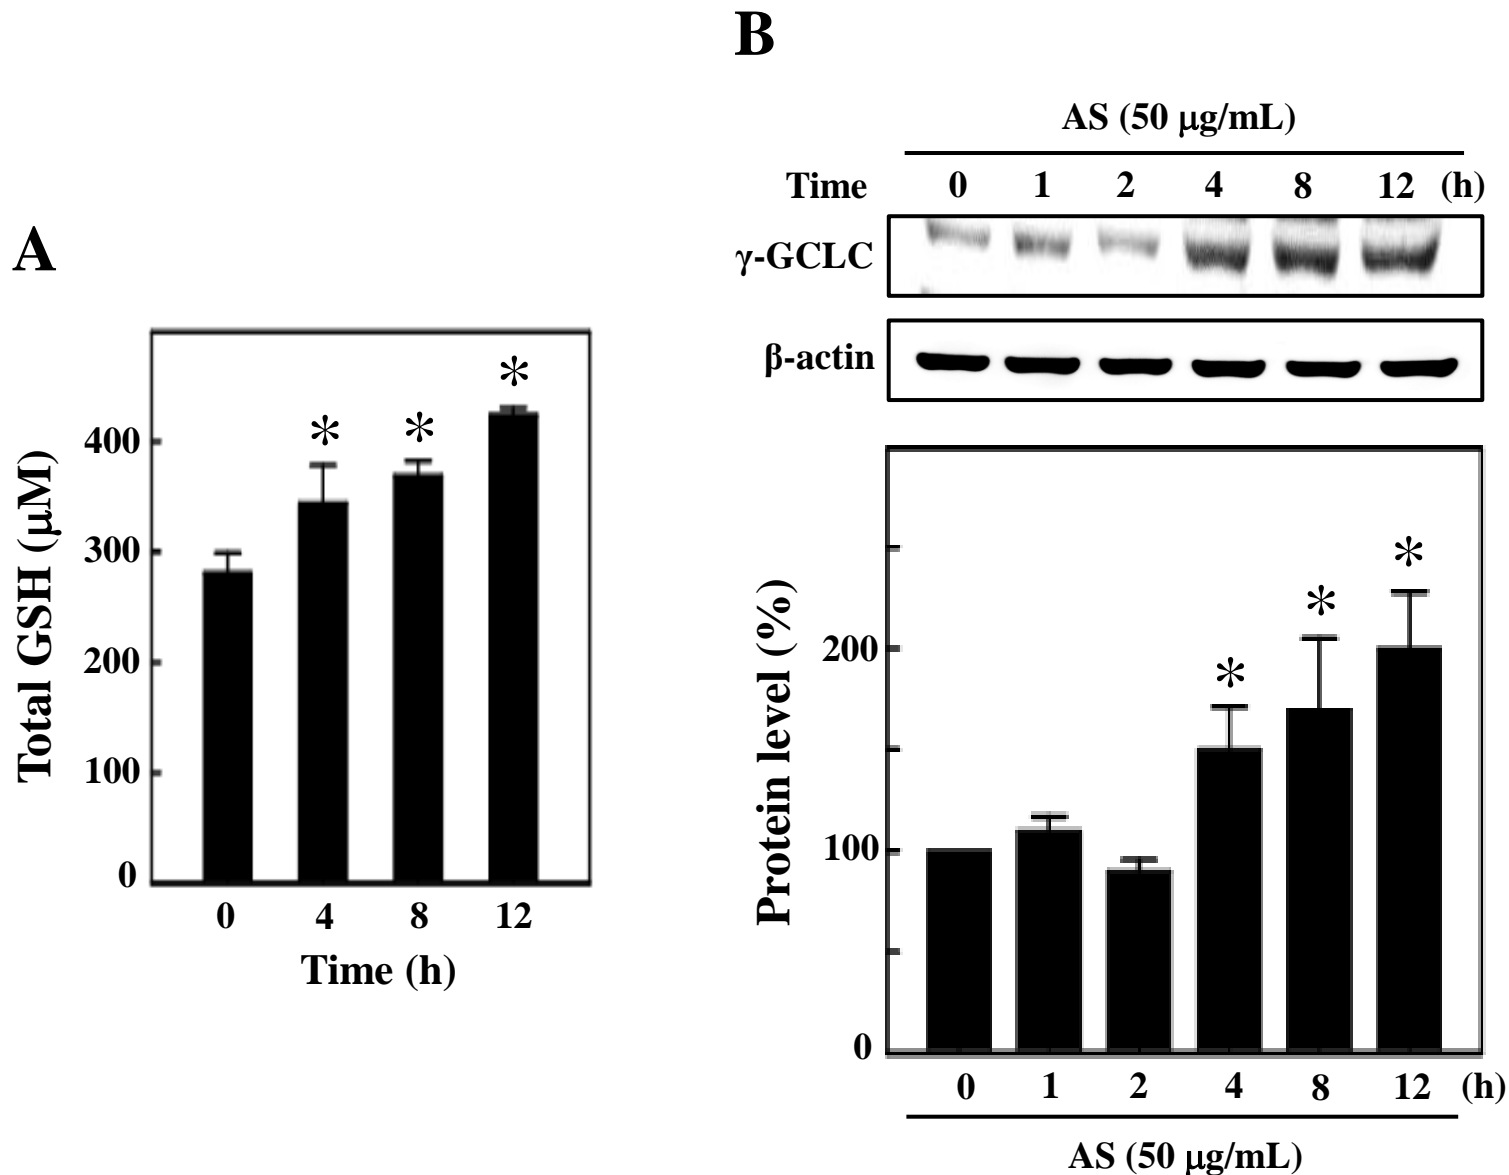 A
Total GSH (μM)
400
300
200
100
0
* * *
0 4 8 12
Time (h)
B
AS (50 μg/mL)
Time 0 1 2 4 8 12 (h)
γ-GCLC
β-actin
Protein level (%)
200
100
0
* * *
0 1 2 4 8 12 (h)
AS (50 μg/mL)